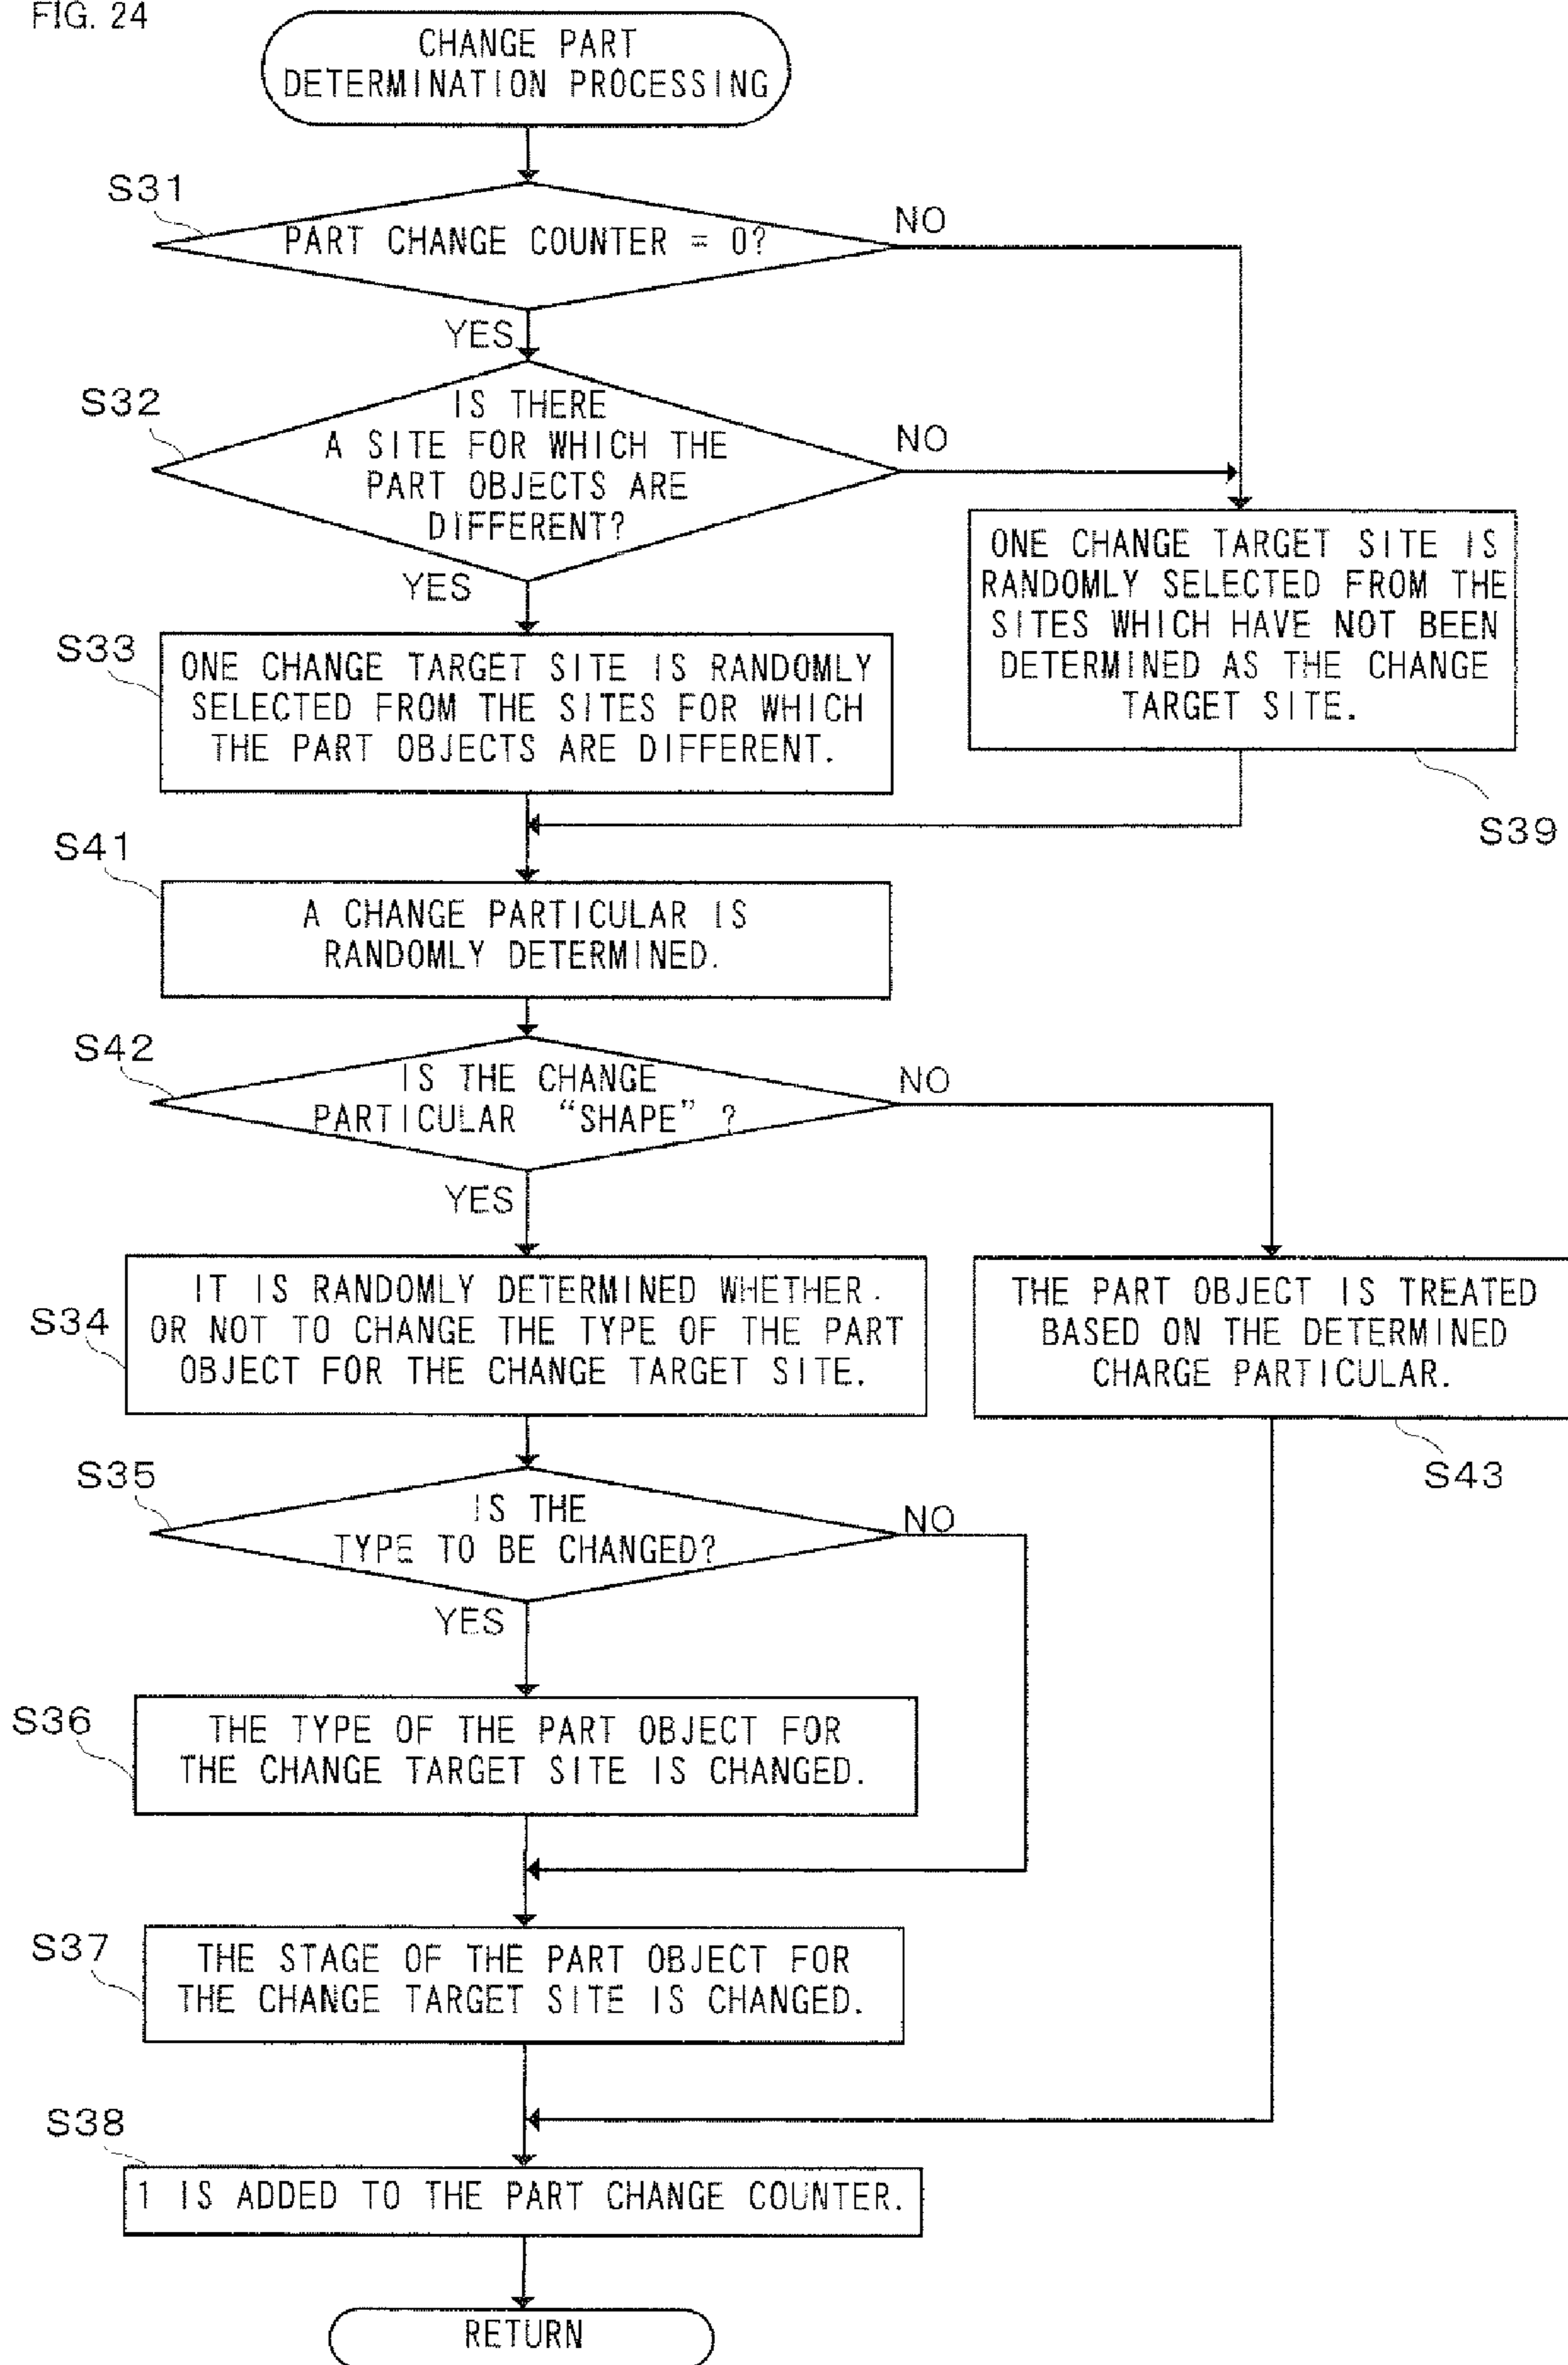 FIG. 24
CHANGE PART
DETERMINATION PROCESSING
S31
PART CHANGE COUNTER = 0?
NO
YES
S32
IS THERE
A SITE FOR WHICH THE
PART OBJECTS ARE
DIFFERENT?
NO
YES
ONE CHANGE TARGET SITE IS
RANDOMLY SELECTED FROM THE
SITES WHICH HAVE NOT BEEN
DETERMINED AS THE CHANGE
TARGET SITE.
S39
S33
ONE CHANGE TARGET SITE IS RANDOMLY
SELECTED FROM THE SITES FOR WHICH
THE PART OBJECTS ARE DIFFERENT.
S41
A CHANGE PARTICULAR IS
RANDOMLY DETERMINED.
S42
IS THE CHANGE
PARTICULAR “SHAPE” ?
NO
YES
S34
IT IS RANDOMLY DETERMINED WHETHER.
OR NOT TO CHANGE THE TYPE OF THE PART
OBJECT FOR THE CHANGE TARGET SITE.
THE PART OBJECT IS TREATED
BASED ON THE DETERMINED
CHARGE PARTICULAR.
S43
S35
IS THE
TYPE TO BE CHANGED?
NO
YES
S36
THE TYPE OF THE PART OBJECT FOR
THE CHANGE TARGET SITE IS CHANGED.
S37
THE STAGE OF THE PART OBJECT FOR
THE CHANGE TARGET SITE IS CHANGED.
S38
1 IS ADDED TO THE PART CHANGE COUNTER.
RETURN